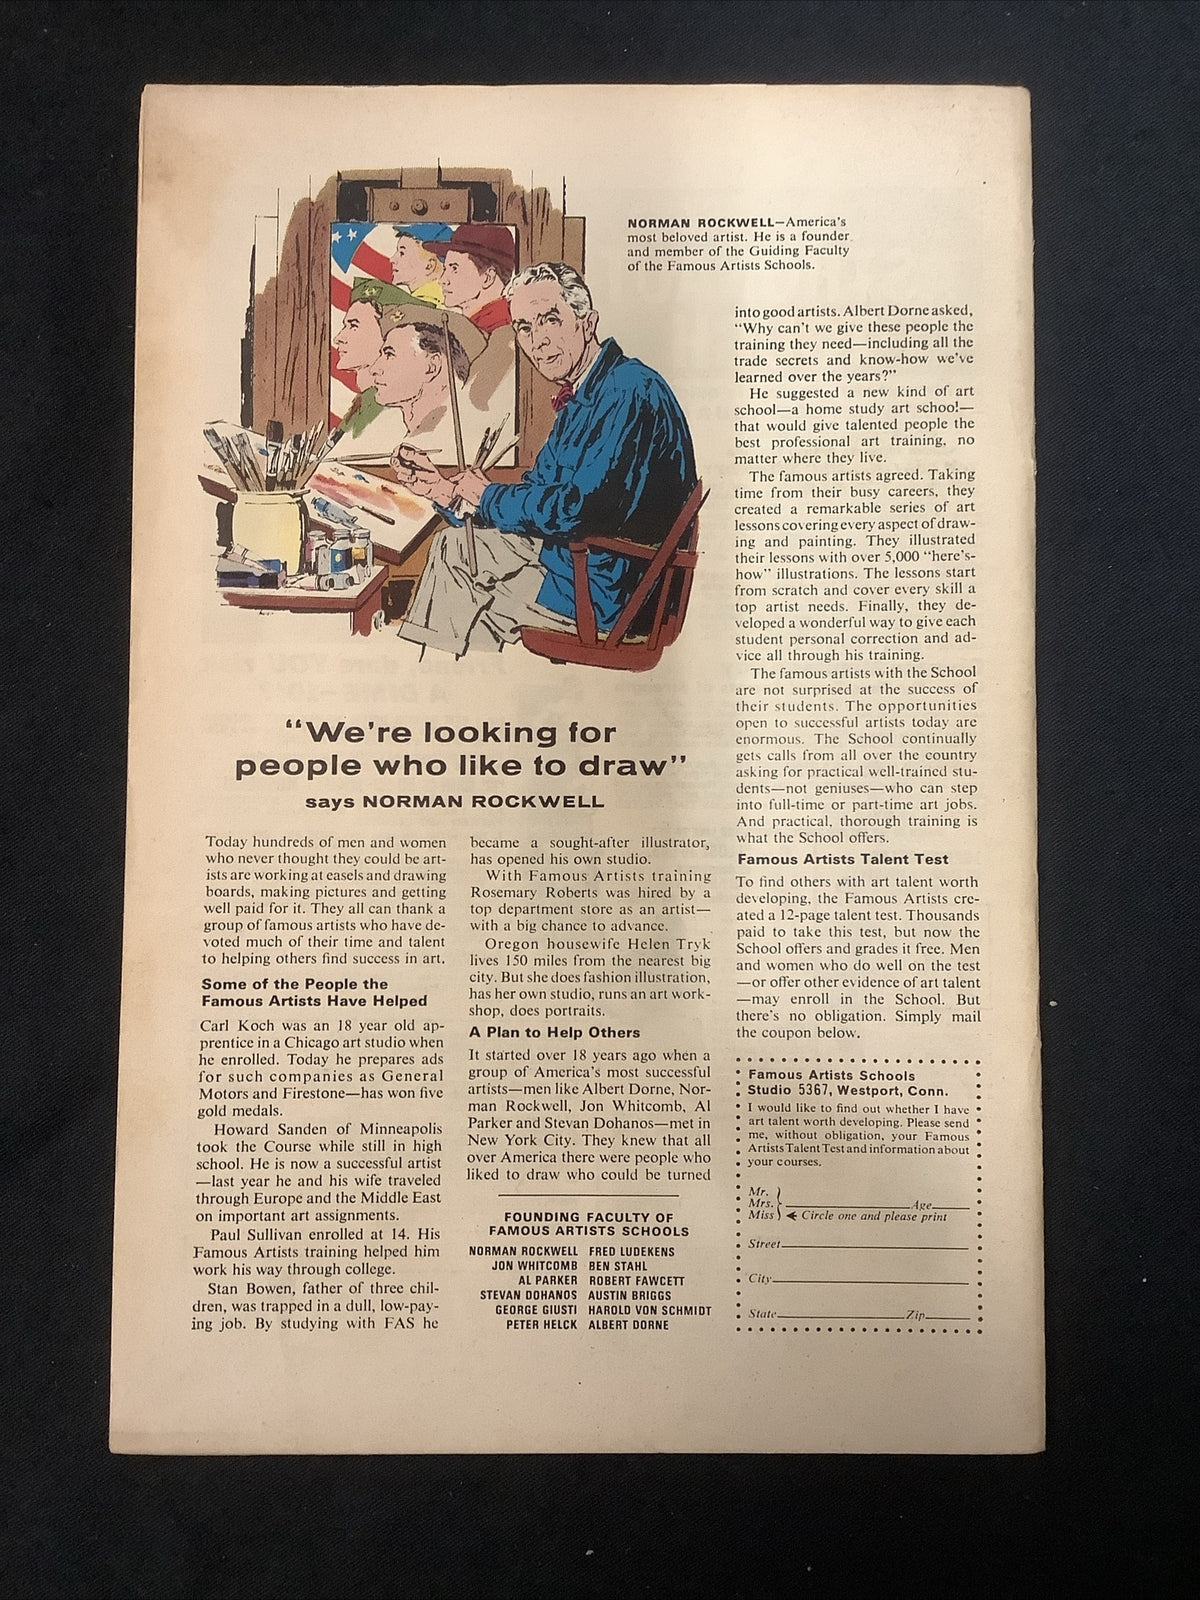 NORMAN ROCKWELL—America's
most beloved artist. He is a founder
and member of the Guiding Faculty
of the Famous Artists Schools.
"We're looking for
people who like to draw"
says NORMAN ROCKWELL
Today hundreds of men and women
who never thought they could be art-
ists are working at easels and drawing
boards, making pictures and getting
well paid for it. They all can thank a
group of famous artists who have de-
voted much of their time and talent
to helping others find success in art.
Some of the People the
Famous Artists Have Helped
Carl Koch was an 18 year old ap-
prentice in a Chicago art studio when
he enrolled. Today he prepares ads
for such companies as General
Motors and Firestone—has won five
gold medals.
Howard Sanden of Minneapolis
took the Course while still in high
school. He is now a successful artist
—last year he and his wife traveled
through Europe and the Middle East
on important art assignments.
Paul Sullivan enrolled at 14. His
Famous Artists training helped him
work his way through college.
Stan Bowen, father of three chil-
dren, was trapped in a dull, low-pay-
ing job. By studying with FAS he
became a sought-after illustrator,
has opened his own studio.
With Famous Artists training
Rosemary Roberts was hired by a
top department store as an artist—
with a big chance to advance.
Oregon housewife Helen Tryk
lives 150 miles from the nearest big
city. But she does fashion illustration,
has her own studio, runs an art work-
shop, does portraits.
A Plan to Help Others
It started over 18 years ago when a
group of America's most successful
artists—men like Albert Dorne, Nor-
man Rockwell, Jon Whitcomb, Al
Parker and Stevan Dohanos—met in
New York City. They knew that all
over America there were people who
liked to draw who could be turned
FOUNDING FACULTY OF
FAMOUS ARTISTS SCHOOLS
NORMAN ROCKWELL FRED LUDEKENS
JON WHITCOMB BEN STAHL
AL PARKER ROBERT FAWCETT
STEVAN DOHANOS AUSTIN BRIGGS
GEORGE GIUSTI HAROLD VON SCHMIDT
PETER HELCK ALBERT DORNE
into good artists. Albert Dorne asked,
"Why can't we give these people the
training they need—including all the
trade secrets and know-how we've
learned over the years?"
He suggested a new kind of art
school—a home study art school—
that would give talented people the
best professional art training, no
matter where they live.
The famous artists agreed. Taking
time from their busy careers, they
created a remarkable series of art
lessons covering every aspect of draw-
ing and painting. They illustrated
their lessons with over 5,000 "here's-
how" illustrations. The lessons start
from scratch and cover every skill a
top artist needs. Finally, they de-
veloped a wonderful way to give each
student personal correction and ad-
vice all through his training.
The famous artists with the School
are not surprised at the success of
their students. The opportunities
open to successful artists today are
enormous. The School continually
gets calls from all over the country
asking for practical well-trained stu-
dents—not geniuses—who can step
into full-time or part-time art jobs.
And practical, thorough training is
what the School offers.
Famous Artists Talent Test
To find others with art talent worth
developing, the Famous Artists cre-
ated a 12-page talent test. Thousands
paid to take this test, but now the
School offers and grades it free. Men
and women who do well on the test
—or offer other evidence of art talent
—may enroll in the School. But
there's no obligation. Simply mail
the coupon below.
Famous Artists Schools
Studio 5367, Westport, Conn.
I would like to find out whether I have
art talent worth developing. Please send
me, without obligation, your Famous
Artists Talent Test and information about
your courses.
Mr.
Mrs. Age
Miss Circle one and please print
Street
City
State Zip